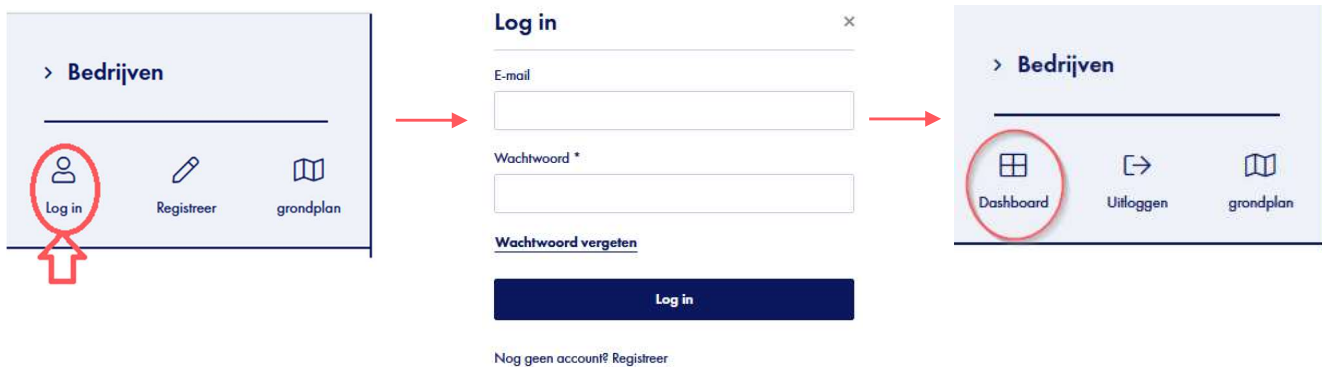 > Bedrijven
Log in
Registreer
grondplan
Log in ×
E-mail
Wachtwoord *
Wachtwoord vergeten
Log in
Nog geen account? Registreer
> Bedrijven
Dashboard
Uitloggen
grondplan